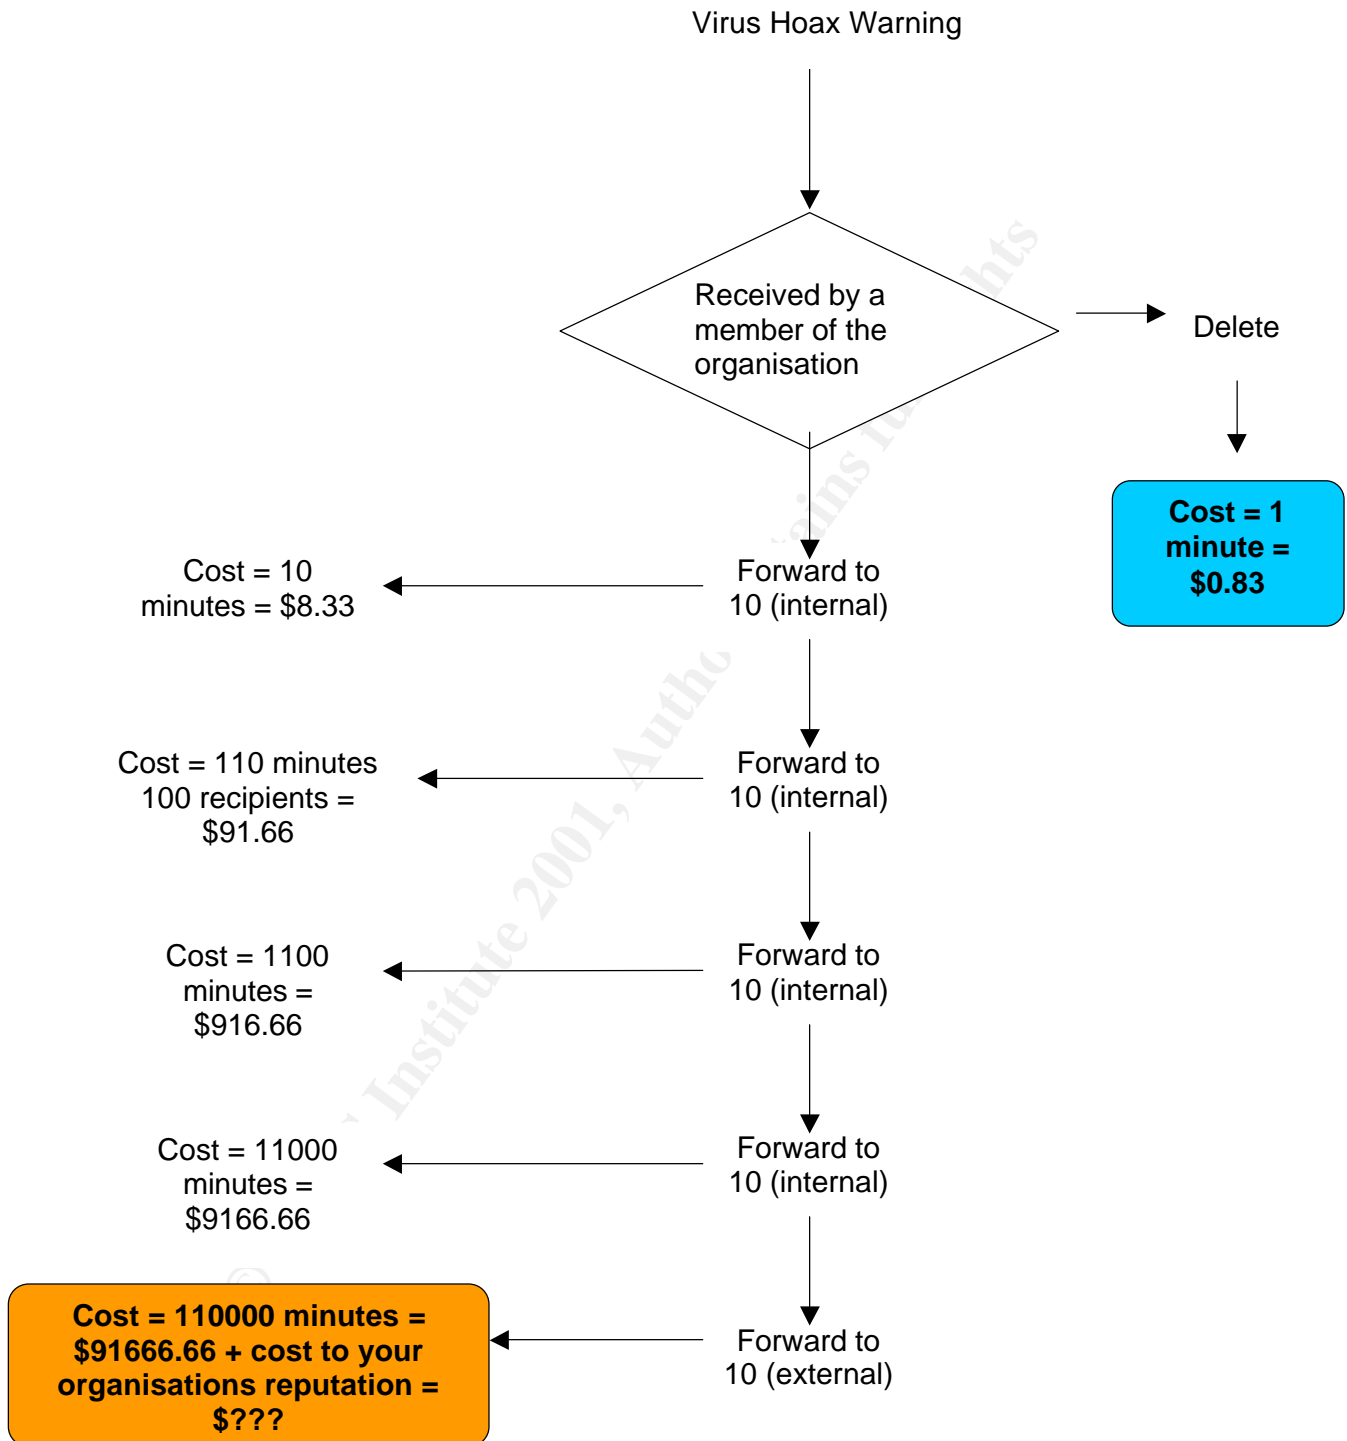 Virus Hoax Warning
Received by a
member of the
organisation
Delete
Cost = 1
minute =
$0.83
Forward to
10 (internal)
Cost = 10
minutes = $8.33
Forward to
10 (internal)
Cost = 110 minutes
100 recipients =
$91.66
Forward to
10 (internal)
Cost = 1100
minutes =
$916.66
Forward to
10 (internal)
Cost = 11000
minutes =
$9166.66
Forward to
10 (external)
Cost = 110000 minutes =
$91666.66 + cost to your
organisations reputation =
$???
© Institute 2001,